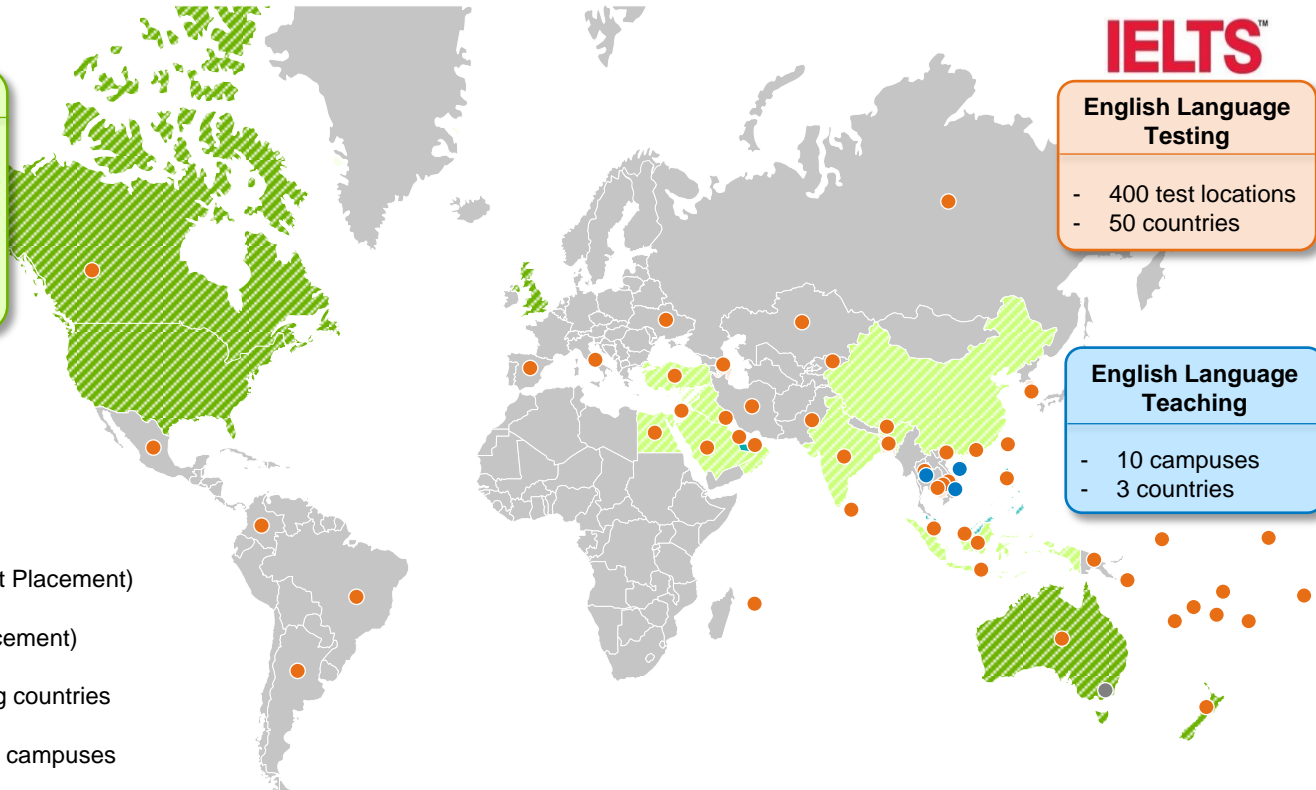 IELTS™
English Language
Testing
- 400 test locations
- 50 countries
English Language
Teaching
- 10 campuses
- 3 countries
t Placement)
cement)
g countries
campuses